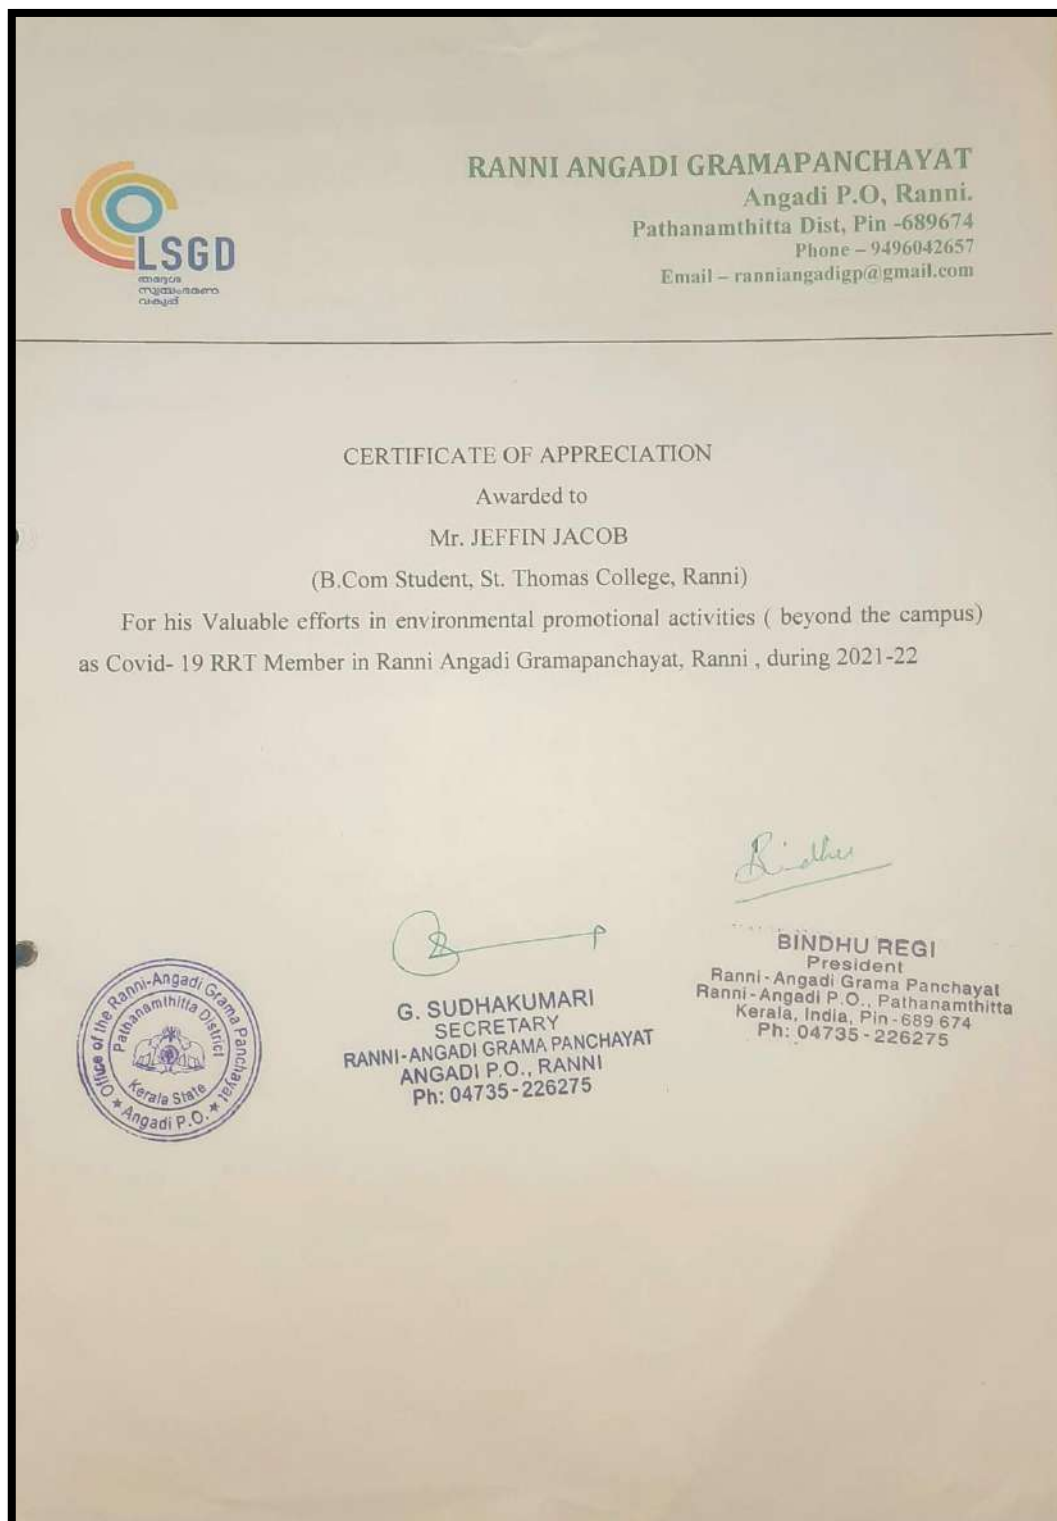 RANNI ANGADI GRAMAPANCHAYAT
Angadi P.O, Ranni.
Pathanamthitta Dist, Pin -689674
Phone – 9496042657
Email – ranniangadigp@gmail.com
LSGD
തദ്ദേശ
സ്വയംഭരണ
വകുപ്പ്
CERTIFICATE OF APPRECIATION
Awarded to
Mr. JEFFIN JACOB
(B.Com Student, St. Thomas College, Ranni)
For his Valuable efforts in environmental promotional activities ( beyond the campus)
as Covid- 19 RRT Member in Ranni Angadi Gramapanchayat, Ranni , during 2021-22
Bindhu
BINDHU REGI
President
Ranni-Angadi Grama Panchayat
Ranni-Angadi P.O., Pathanamthitta
Kerala, India, Pin-689 674
Ph: 04735-226275
G. SUDHAKUMARI
SECRETARY
RANNI-ANGADI GRAMA PANCHAYAT
ANGADI P.O., RANNI
Ph: 04735-226275
Office of the Ranni-Angadi Grama Panchayat
Pathanamthitta District
Kerala State
Angadi P.O.